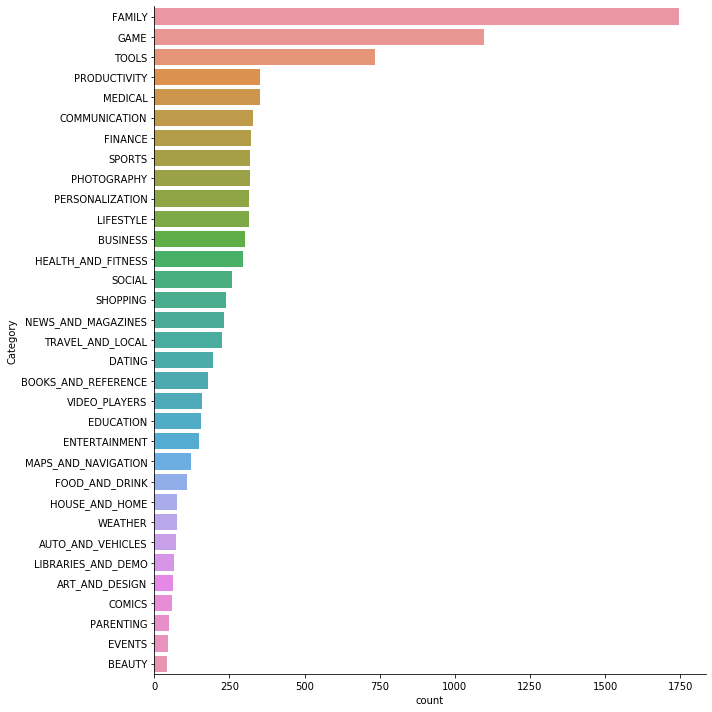 FAMILY
GAME
TOOLS
PRODUCTIVITY
MEDICAL
COMMUNICATION
FINANCE
SPORTS
PHOTOGRAPHY
PERSONALIZATION
LIFESTYLE
BUSINESS
HEALTH_AND_FITNESS
SOCIAL
SHOPPING
NEWS_AND_MAGAZINES
TRAVEL_AND_LOCAL
DATING
BOOKS_AND_REFERENCE
VIDEO_PLAYERS
EDUCATION
ENTERTAINMENT
MAPS_AND_NAVIGATION
FOOD_AND_DRINK
HOUSE_AND_HOME
WEATHER
AUTO_AND_VEHICLES
LIBRARIES_AND_DEMO
ART_AND_DESIGN
COMICS
PARENTING
EVENTS
BEAUTY
Category
0 250 500 750 1000 1250 1500 1750
count